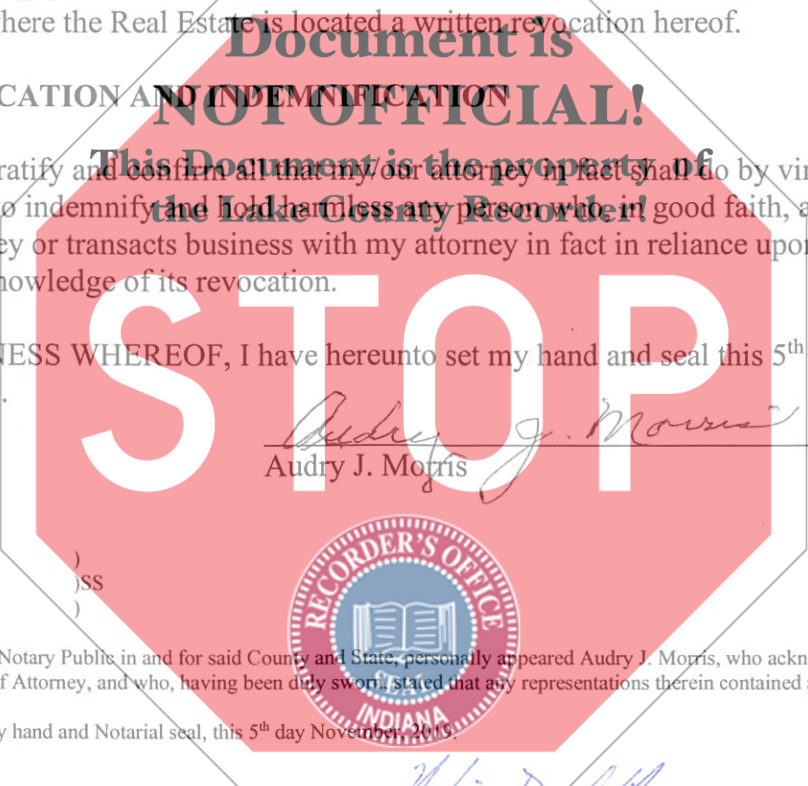 here the Real Estate is located a written revocation hereof.
Document is
CATION AND INDEMNIFICATION
NOT OFFICIAL!
ratify and confirm all that my/our attorney in fact shall do by vir
This Document is the property of
o indemnify and hold harmless any person who, in good faith, a
the Lake County Recorder!
ey or transacts business with my attorney in fact in reliance upon
nowledge of its revocation.
STOP
NESS WHEREOF, I have hereunto set my hand and seal this 5th
.
Audry J. Morris
Audry J. Morris
)
)SS
)
RECORDER'S OFFICE
Notary Public in and for said County and State, personally appeared Audry J. Morris, who ackn
f Attorney, and who, having been duly sworn, stated that any representations therein contained
INDIANA
y hand and Notarial seal, this 5th day November, 2019.